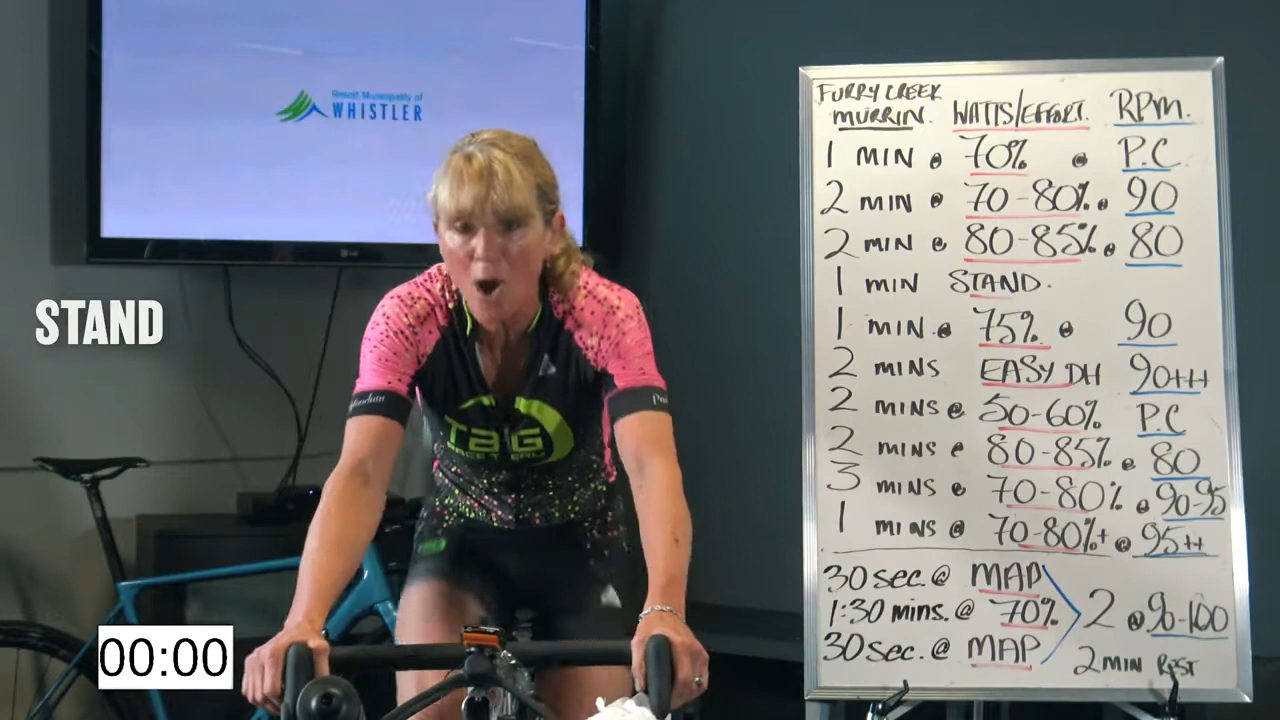 Resort Municipality of
WHISTLER
STAND
TaG
RACE TEAM
00:00
FURRY CREEK
MURRIN. WATTS/EFFORT. RPM.
1 MIN @ 70% @ P.C
2 MIN @ 70-80% @ 90
2 MIN @ 80-85% @ 80
1 MIN STAND.
1 MIN @ 75% @ 90
2 MINS EASY DH 90+++
2 MINS @ 50-60% P.C
2 MINS @ 80-85% @ 80
3 MINS @ 70-80% @ 90-95
1 MINS @ 70-80%+ @ 95++
30 sec. @ MAP
1:30 mins. @ 70% 2 @ 90-100
30 sec. @ MAP
2 MIN REST